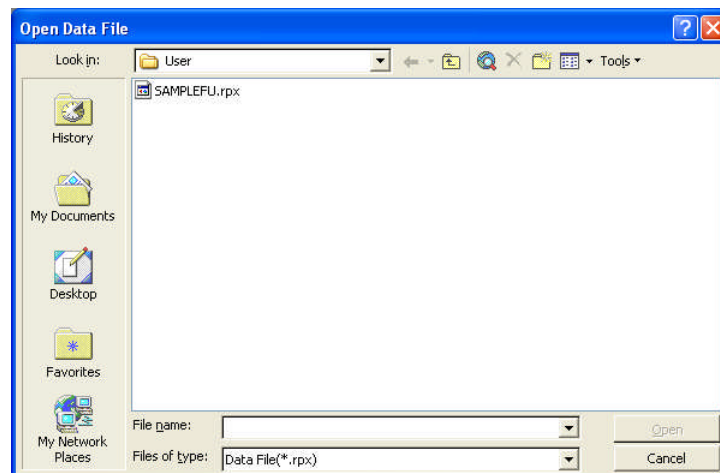 Open Data File
Look in: User Tools
SAMPLEFU.rpx
History
My Documents
Desktop
Favorites
My Network
Places
File name: Open
Files of type: Data File(*.rpx) Cancel